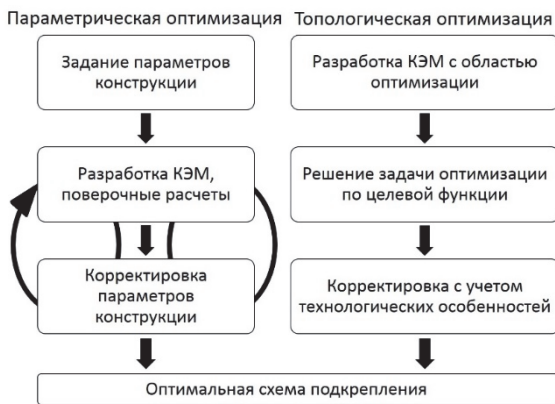 Параметрическая оптимизация
Задание параметров
конструкции
Разработка КЭМ,
поверочные расчеты
Корректировка
параметров
конструкции
Топологическая оптимизация
Разработка КЭМ с областью
оптимизации
Решение задачи оптимизации
по целевой функции
Корректировка с учетом
технологических особенностей
Оптимальная схема подкрепления